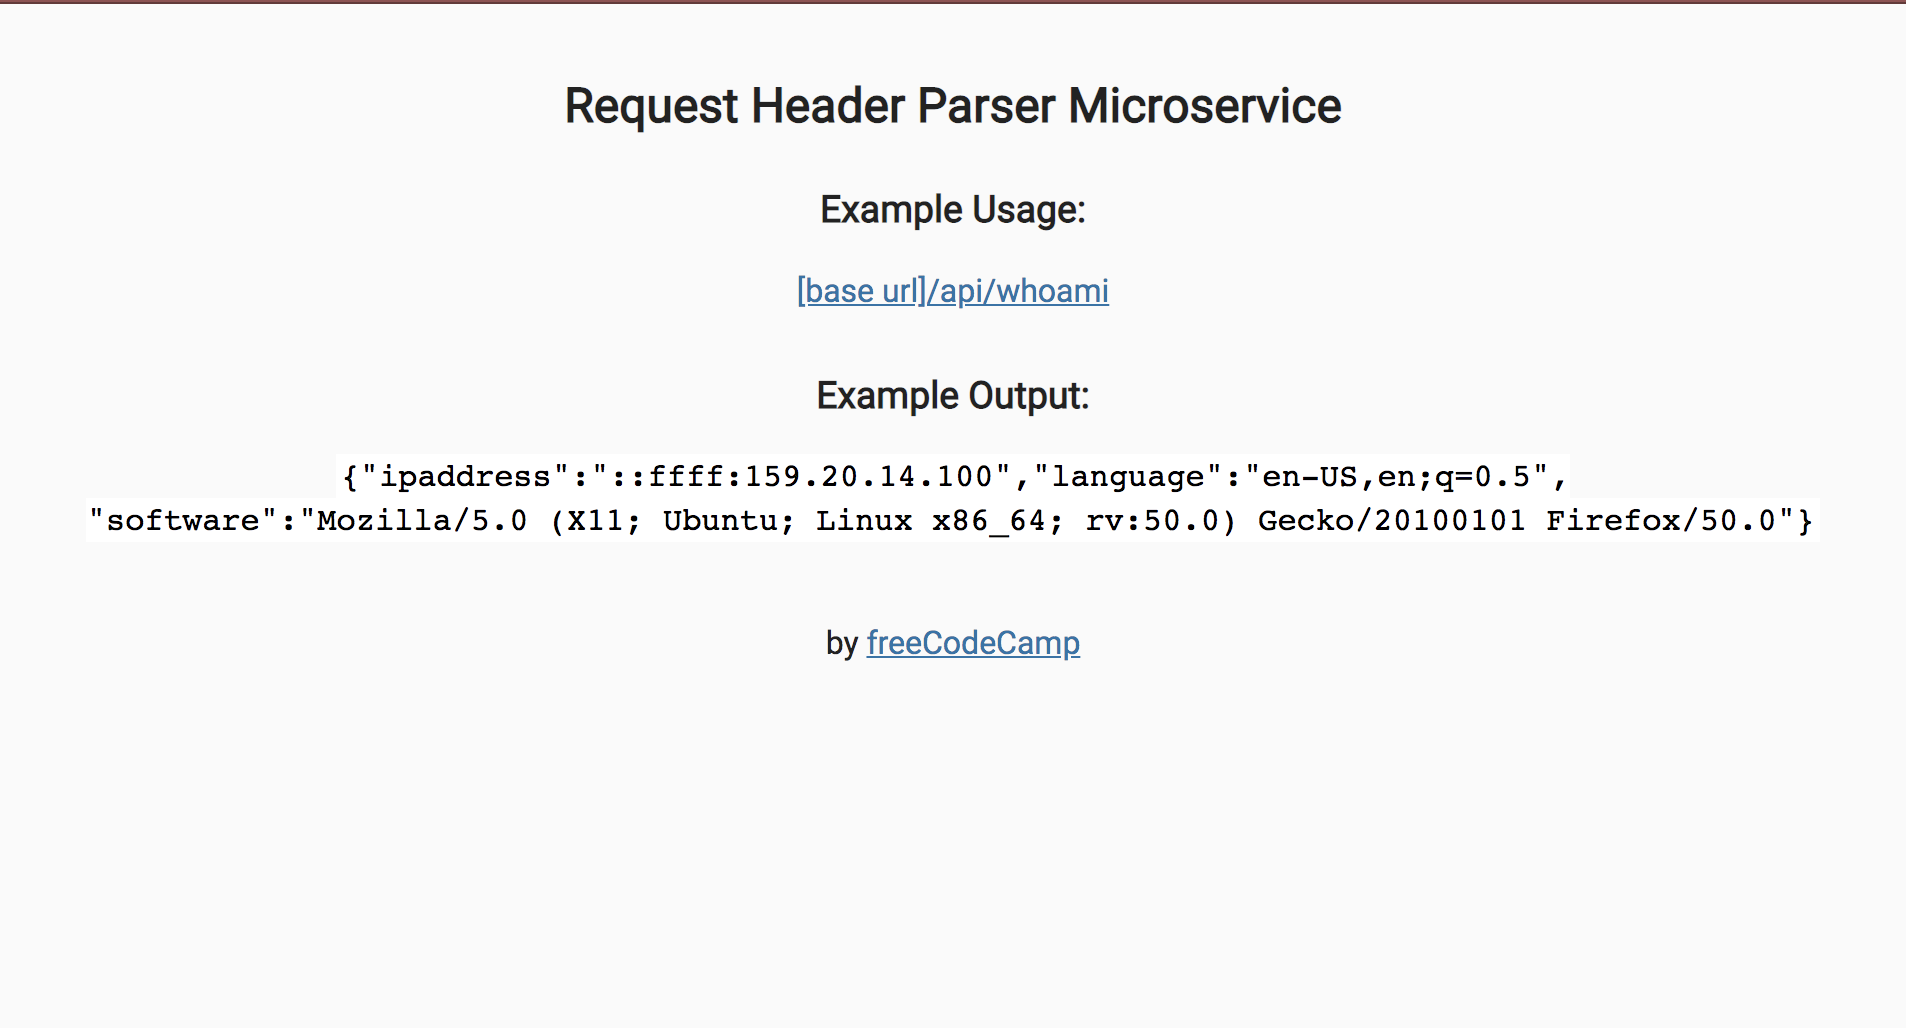 Request Header Parser Microservice
Example Usage:
[base url]/api/whoami
Example Output:
{"ipaddress":"::ffff:159.20.14.100","language":"en-US,en;q=0.5",
"software":"Mozilla/5.0 (X11; Ubuntu; Linux x86_64; rv:50.0) Gecko/20100101 Firefox/50.0"}
by freeCodeCamp